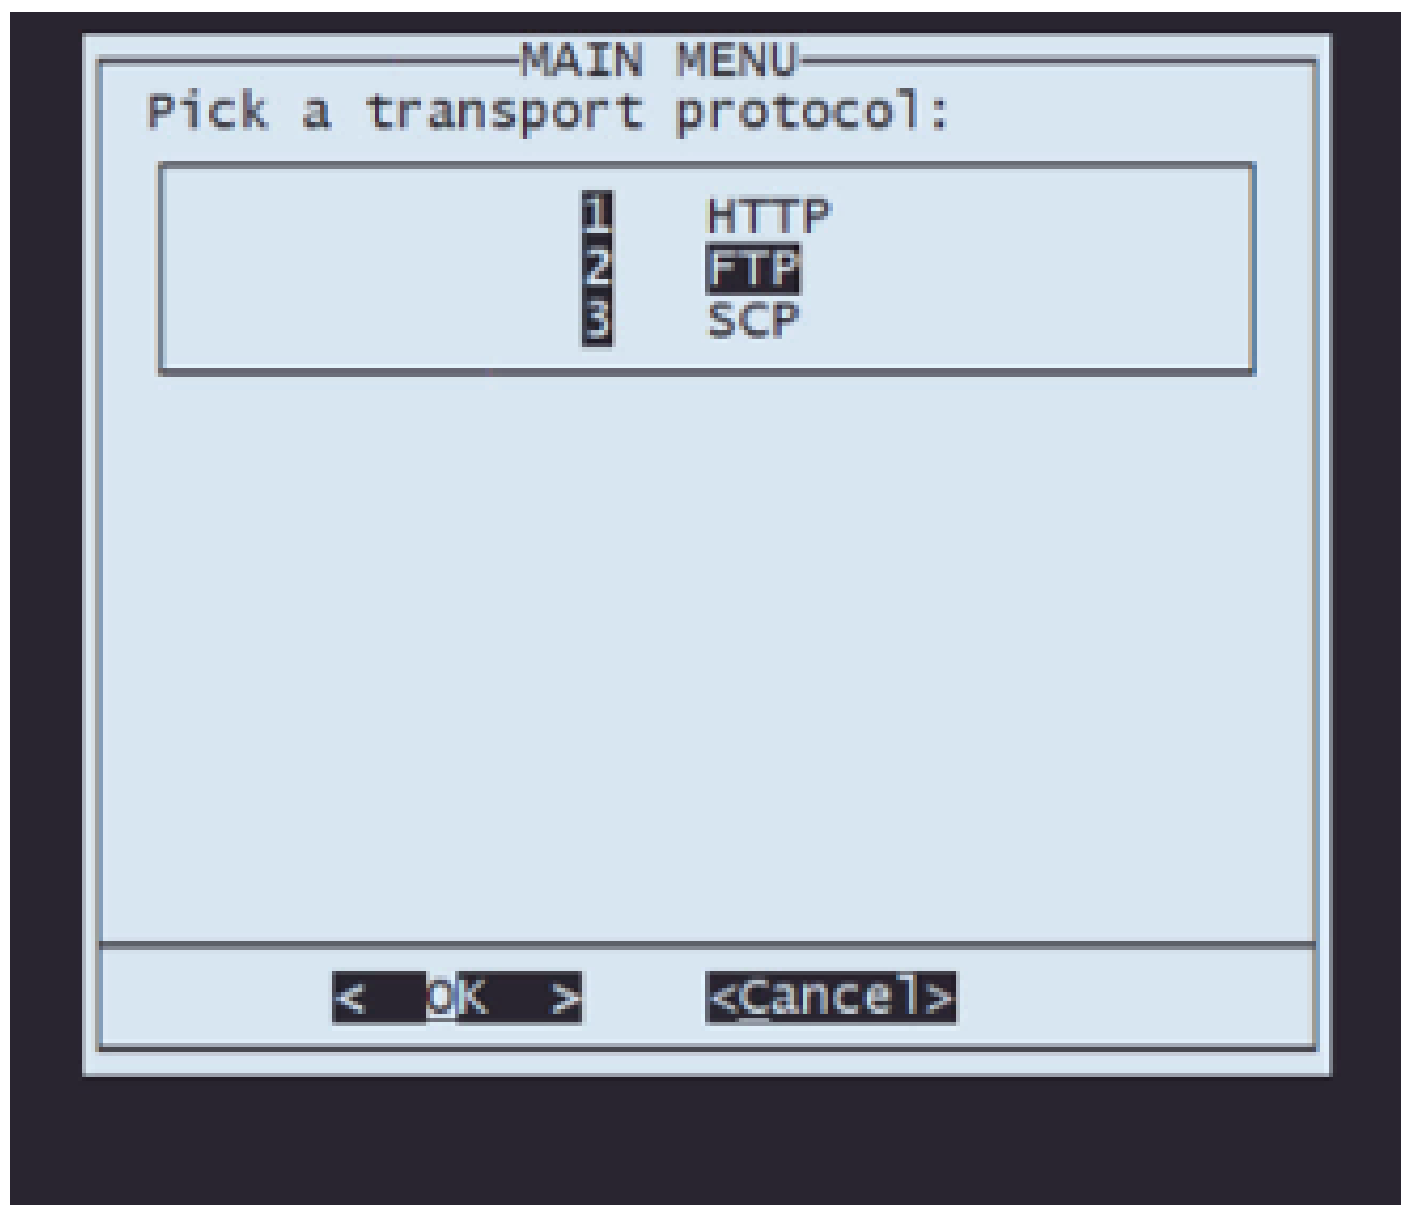 MAIN MENU
Pick a transport protocol:
1 HTTP
2 FTP
3 SCP
< OK > <Cancel>